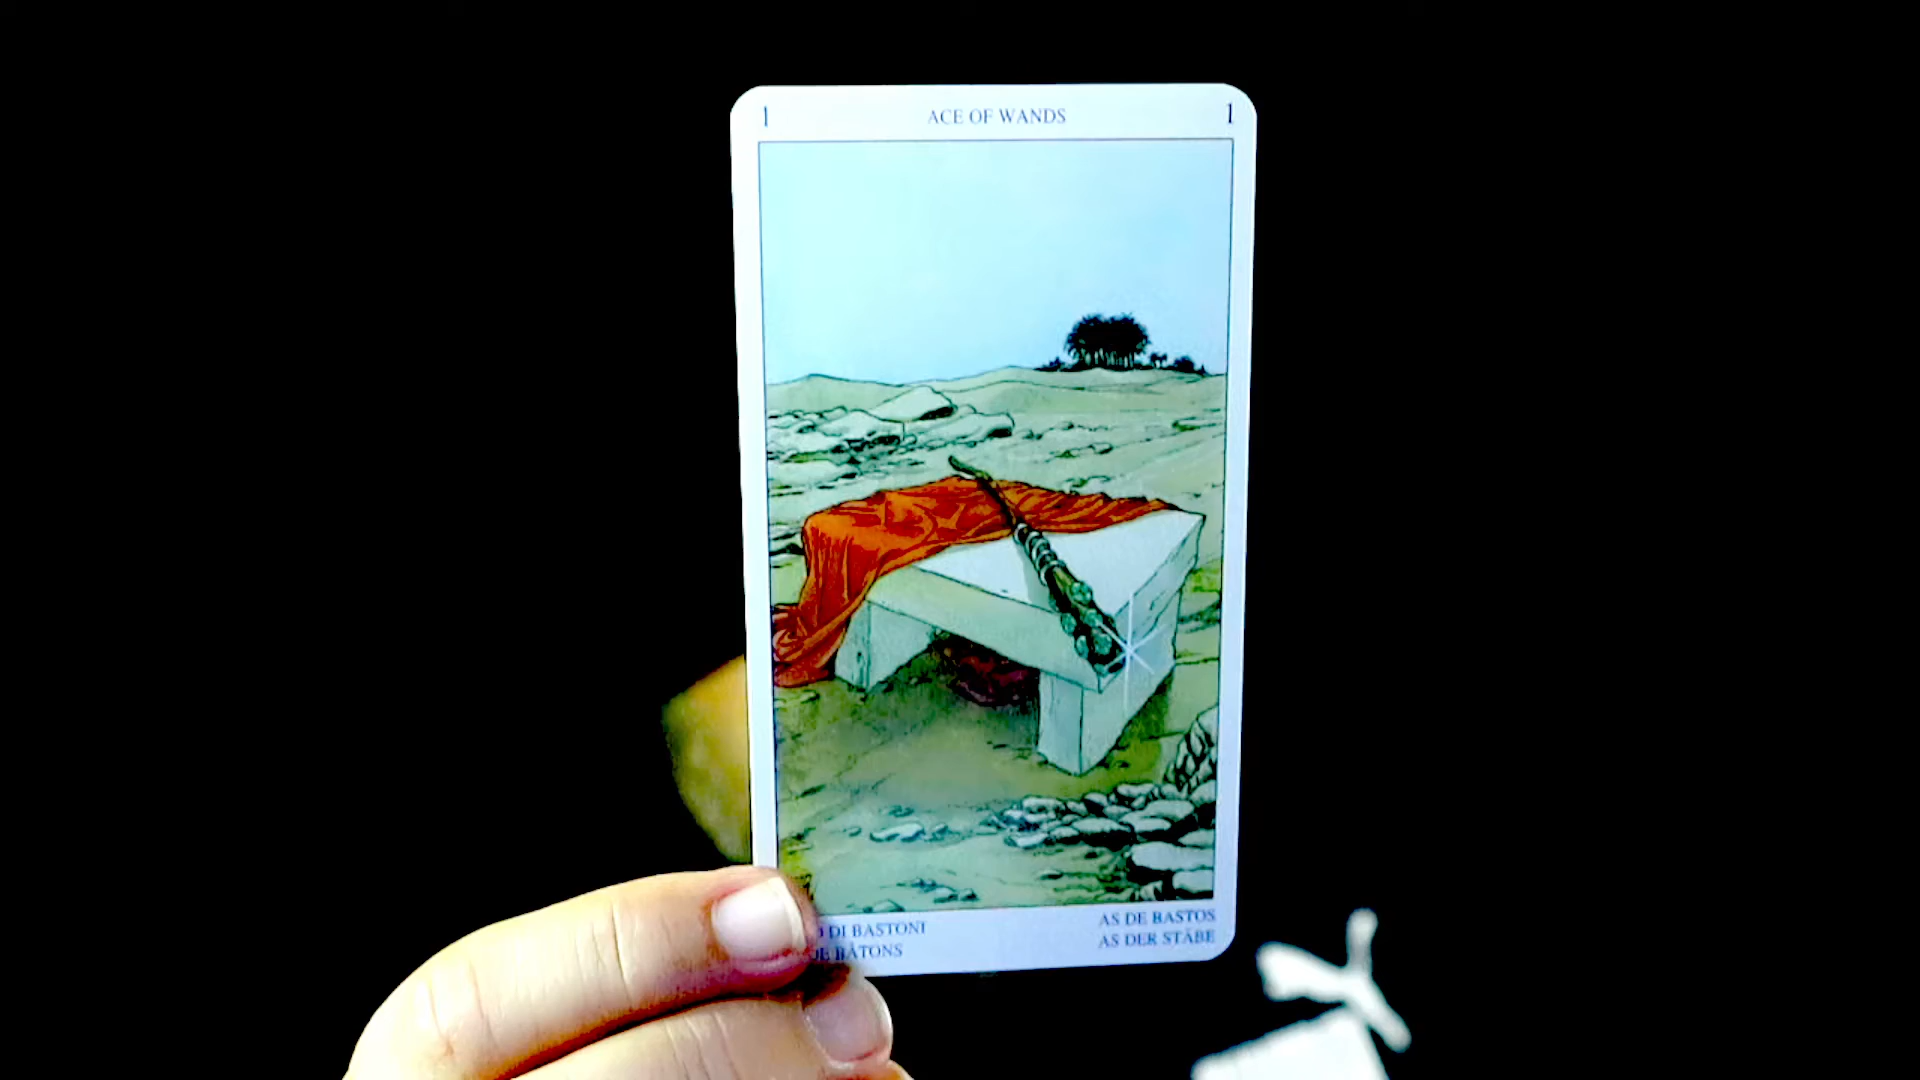 1 ACE OF WANDS 1
DI BASTONI
BÂTONS
AS DE BASTOS
AS DER STÄBE